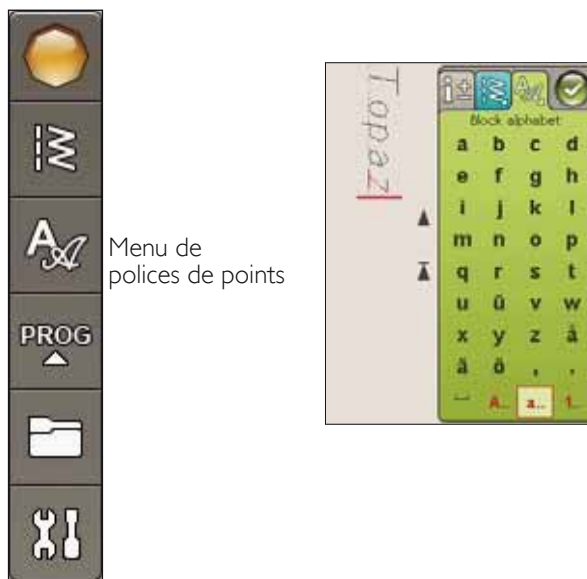 PROG
Menu de
polices de points
Topaz
Block alphabet
a b c d
e f g h
i j k l
m n o p
q r s t
u û v w
x y z å
ä ö , .
A... a... 1...